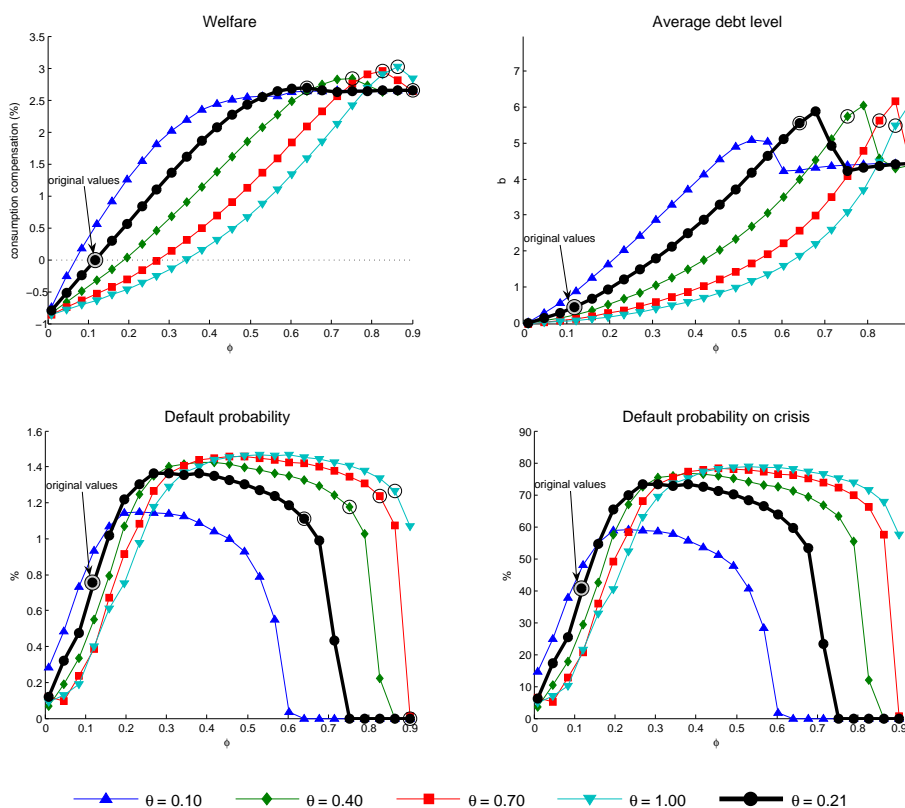 Welfare
3.5
3
2.5
2
1.5
1
0.5
0
−0.5
−1
consumption compensation (%)
original values
0 0.1 0.2 0.3 0.4 0.5 0.6 0.7 0.8 0.9
ϕ
Average debt level
7
6
5
4
3
2
1
0
b
original values
0 0.1 0.2 0.3 0.4 0.5 0.6 0.7 0.8
ϕ
Default probability
1.6
1.4
1.2
1
0.8
0.6
0.4
0.2
0
%
original values
0 0.1 0.2 0.3 0.4 0.5 0.6 0.7 0.8 0.9
ϕ
Default probability on crisis
90
80
70
60
50
40
30
20
10
0
%
original values
0 0.1 0.2 0.3 0.4 0.5 0.6 0.7 0.8 0.9
ϕ
θ = 0.10 θ = 0.40 θ = 0.70 θ = 1.00 θ = 0.21